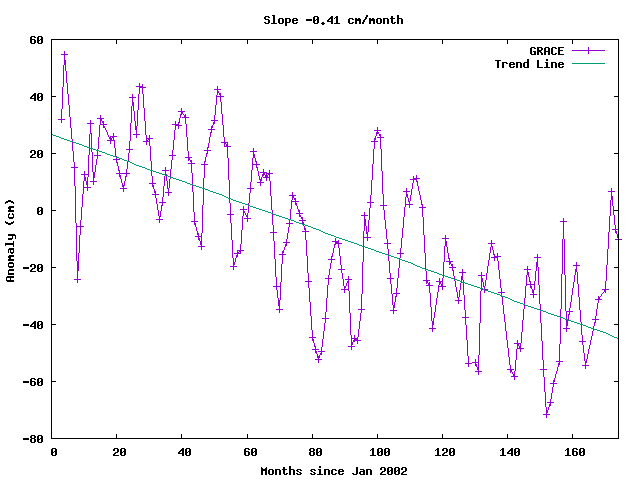 Slope -0.41 cm/month
GRACE
Trend Line
60
40
20
0
-20
-40
-60
-80
Anomaly (cm)
0 20 40 60 80 100 120 140 160
Months since Jan 2002